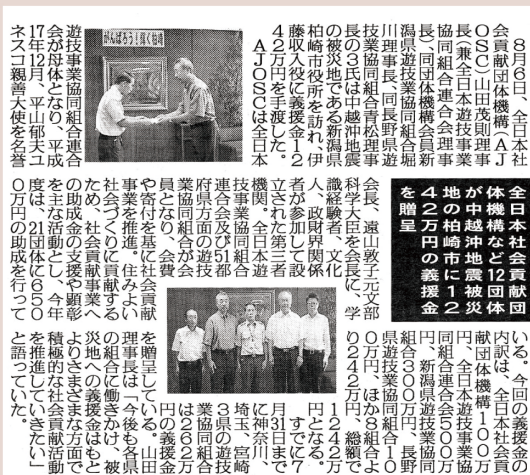 がんばろう！輝く柏崎
全日本社会貢献団
体機構など12団体
が中越沖地震被災
地の柏崎市に１２
４２万円の義援金
を贈呈
８月６日、全日本社
会貢献団体機構（ＡＪ
ＯＳＣ）山田茂則理事
長（兼全日本遊技事業
協同組合連合会理事
長）、同団体機構会員新
潟県遊技業協同組合堀
川理事長、同長野県遊
技業協同組合青松理事
長の３氏は中越沖地震
の被災地である新潟県
柏崎市役所を訪れ、伊
藤収入役に義援金１２
４２万円を手渡した。
ＡＪＯＳＣは全日本
遊技事業協同組合連合
会が母体となり、平成
17年12月、平山郁夫ユ
ネスコ親善大使を名誉
会長、遠山敦子元文部
科学大臣を会長に、学
識経験者、文化
人、政財界関係
者が参加して設
立された第三者
機関。全日本遊
技事業協同組合
連合会及び51都
府県方面の遊技
業協同組合が会
員となり、会費
や寄付を基に社会貢献
事業を推進。住みよい
社会づくりに貢献する
ため、社会貢献事業へ
の助成金の支援や顕彰
を主な活動とし、今年
度は、21団体に６５０
０万円の助成を行って
いる。今回の義援金の
内訳は、全日本社会貢
献団体機構１００万
円、全日本遊技事業協
同組合連合会５００万
円、新潟県遊技業協同
組合３００万円、長野
県遊技業協同組合１０
０万円、ほか８組合よ
り２４２万円、総額で
１２４２万
円となる。
すでに７
月31日まで
に神奈川、
埼玉、宮崎
３県の遊技
業協同組合
は２６２万
円の義援金
を贈呈している。山田
理事長は「今後も各県
の組合に働きかけ、被
災地への義援金はもと
よりさまざまな方面で
積極的な社会貢献活動
を推進していきたい」
と語っていた。